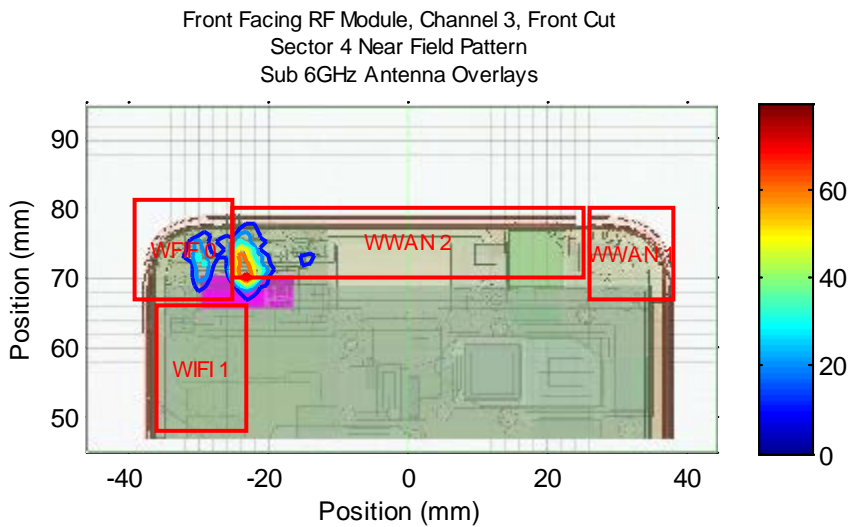 Front Facing RF Module, Channel 3, Front Cut
Sector 4 Near Field Pattern
Sub 6GHz Antenna Overlays
90
80
70
60
50
Position (mm)
-40
-20
0
20
40
Position (mm)
WIFI 0
WWAN 2
WWAN 1
WIFI 1
60
40
20
0